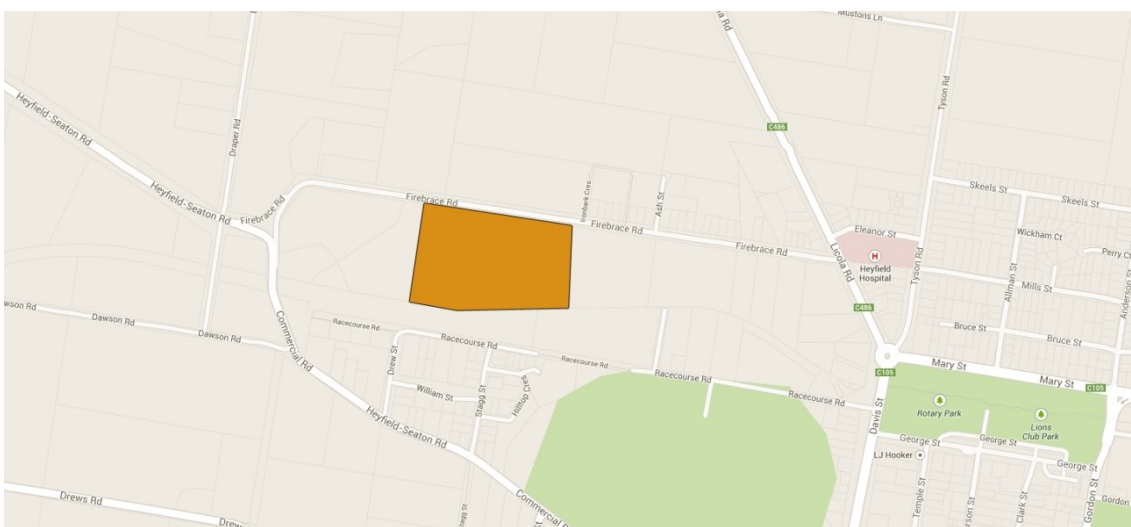 Mustons Ln
Heyfield-Seaton Rd
Draper Rd
C486
Tyson Rd
Heyfield-Seaton Rd
Firebrace Rd
Firebrace Rd
Ironbark Cres
Ash St
Firebrace Rd
Firebrace Rd
Skeels St
Skeels St
Eleanor St
Wickham Ct
Perry Ct
Licola Rd
Heyfield
Hospital
Tyson Rd
Allman St
Mills St
Anderson St
Dawson Rd
Dawson Rd
C486
Commercial Rd
Racecourse Rd
Racecourse Rd
Bruce St
Bruce St
Drew St
Racecourse Rd
Racecourse Rd
C105
Mary St
Mary St
C105
William St
Stagg St
Hilltop Cres
Racecourse Rd
Davis St
Rotary Park
Lions
Club Park
Heyfield-Seaton Rd
George St
George St
George St
LJ Hooker
Temple St
Clark St
Gordon St
Drews Rd
Commercial
Stagg St